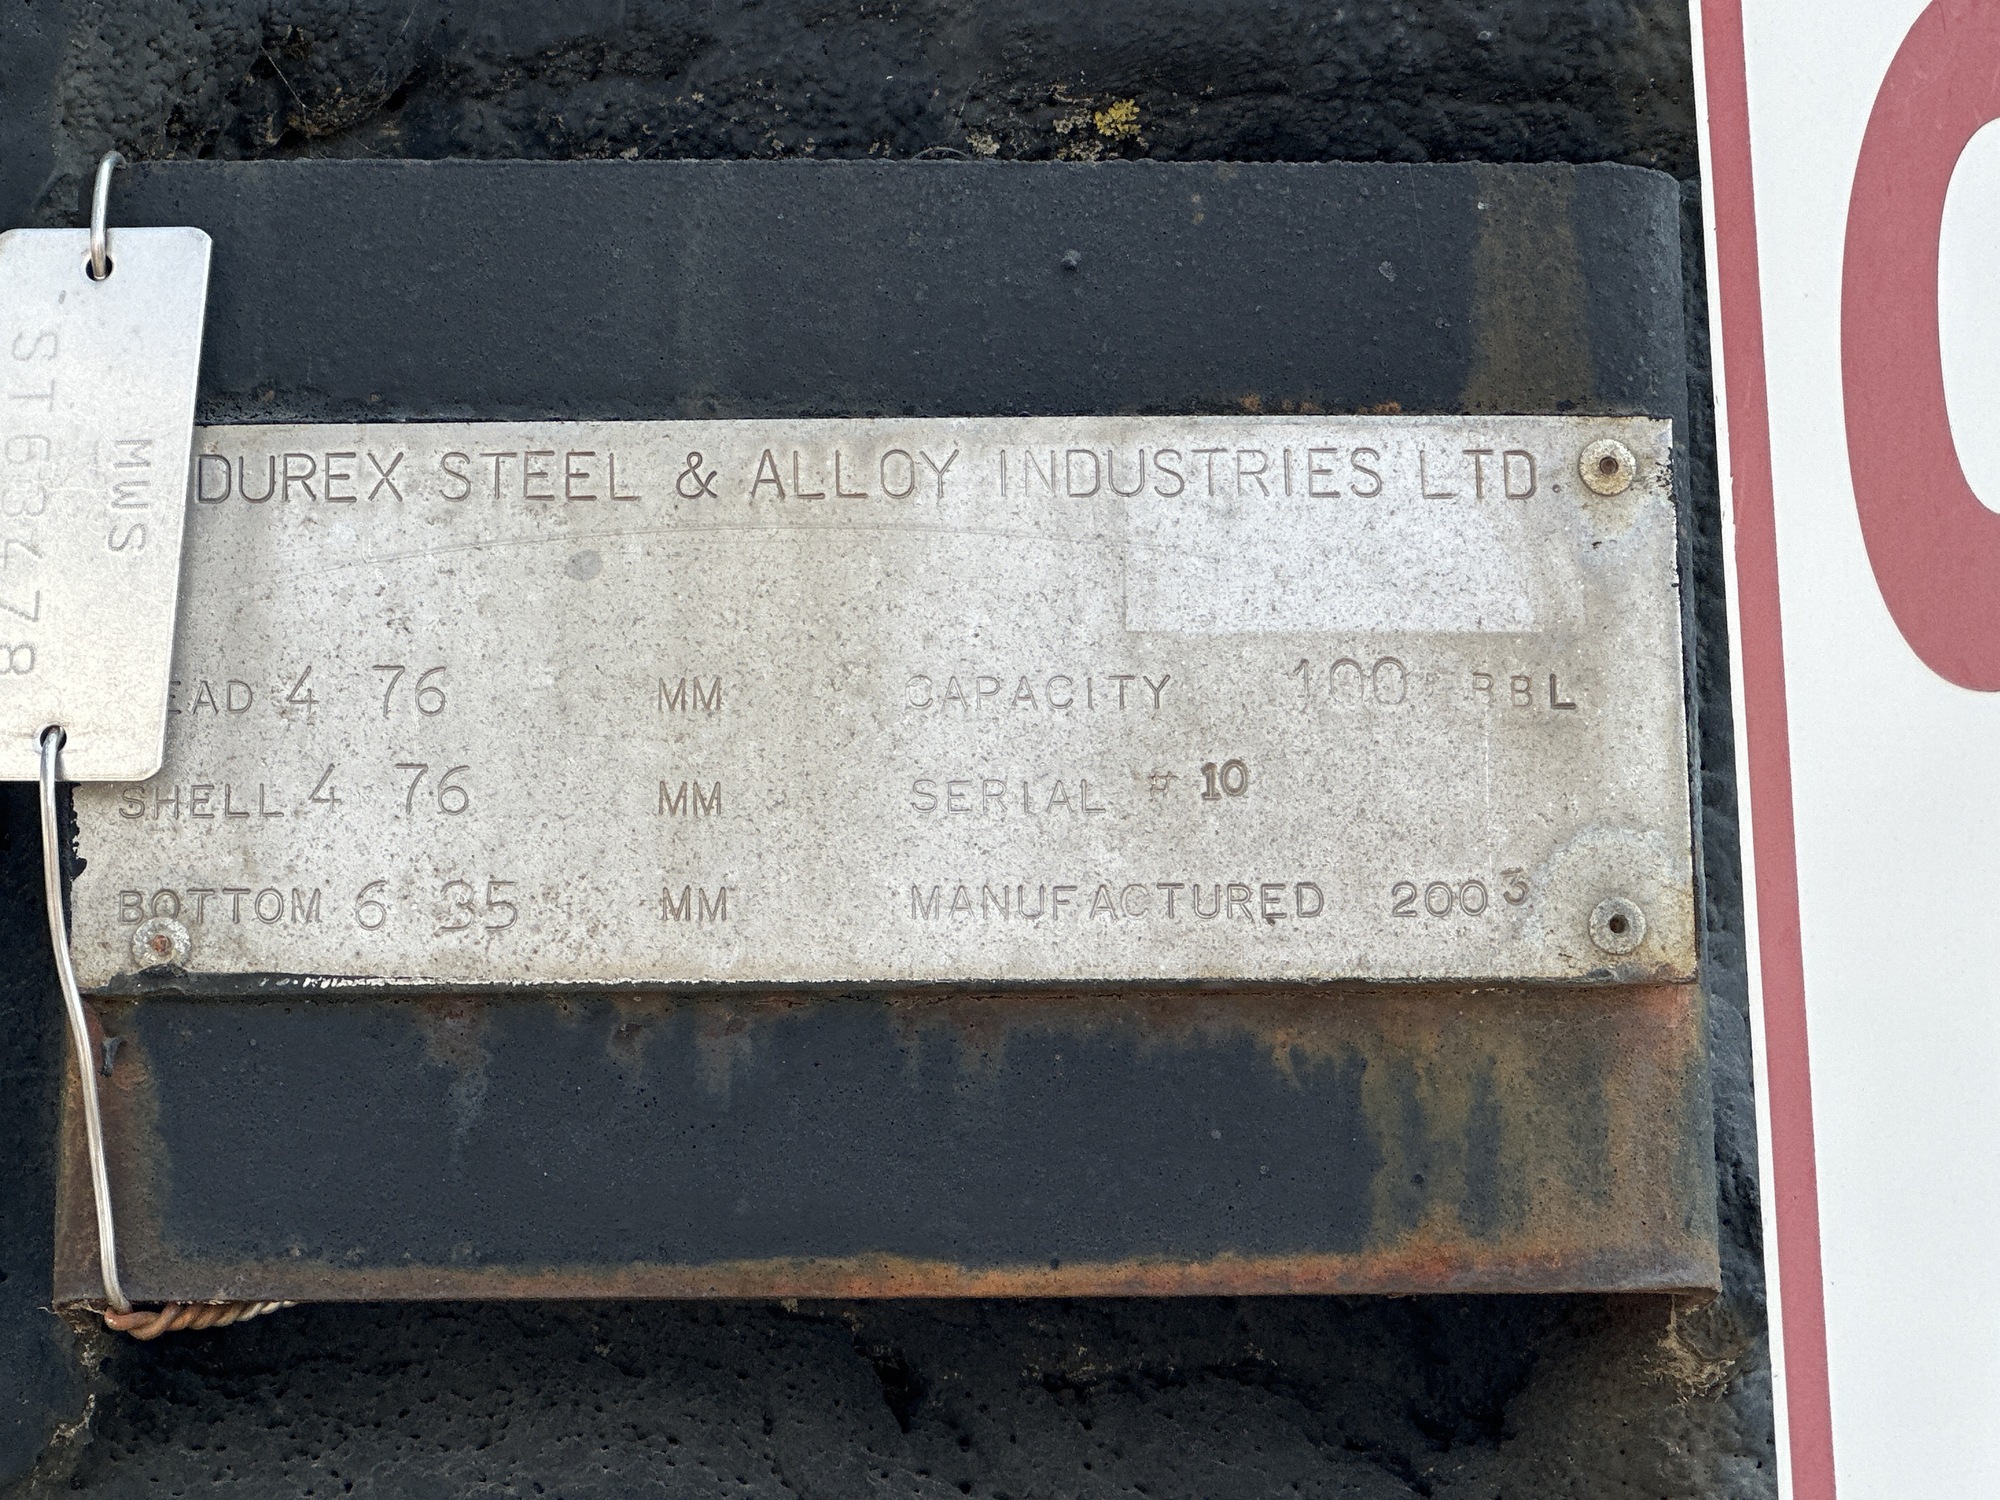 DUREX STEEL & ALLOY INDUSTRIES LTD.
EAD 4 76 MM CAPACITY 100 BBL
SHELL 4 76 MM SERIAL # 10
BOTTOM 6 35 MM MANUFACTURED 2003
MWS
ST63478